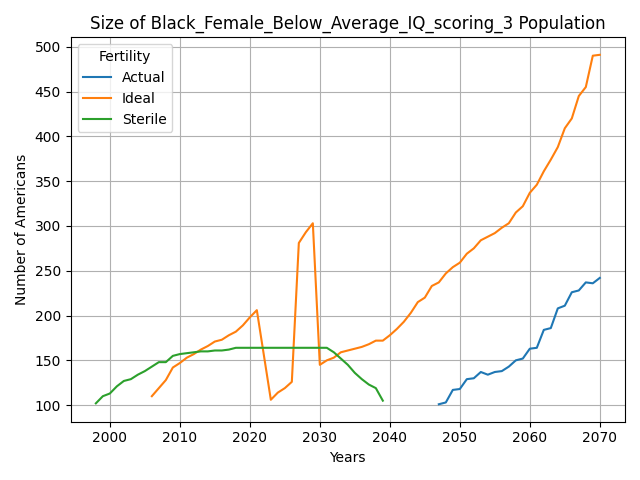 Size of Black_Female_Below_Average_IQ_scoring_3 Population
Number of Americans
500
450
400
350
300
250
200
150
100
Fertility
Actual
Ideal
Sterile
2000 2010 2020 2030 2040 2050 2060 2070
Years